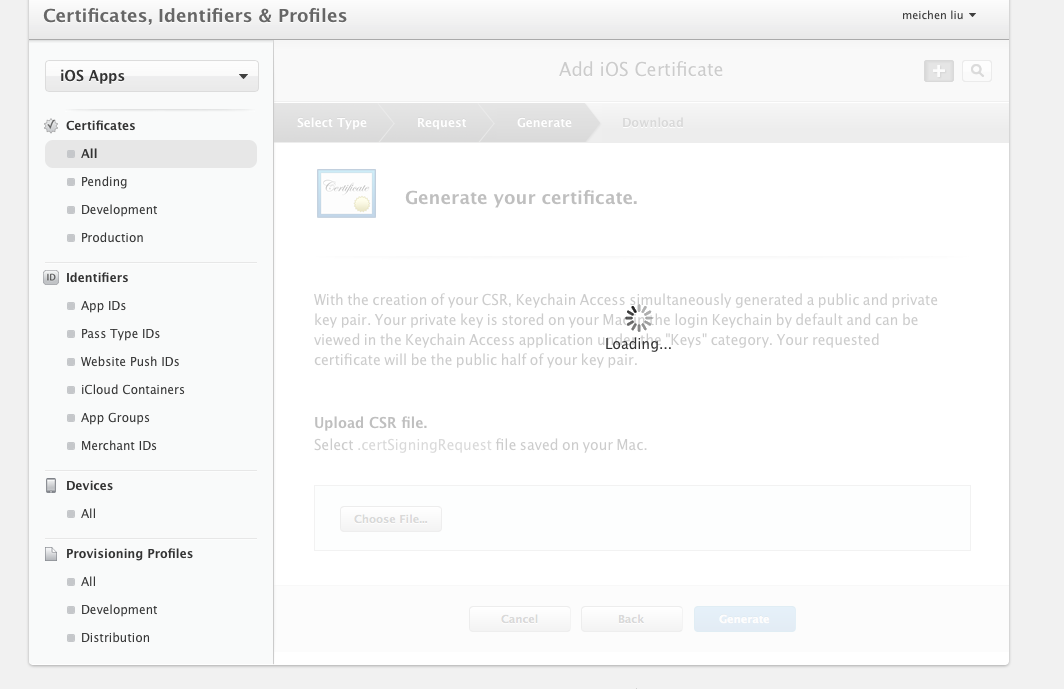 Certificates, Identifiers & Profiles
meichen liu
iOS Apps
Add iOS Certificate
Certificates
All
Pending
Development
Production
Identifiers
ID
App IDs
Pass Type IDs
Website Push IDs
iCloud Containers
App Groups
Merchant IDs
Devices
All
Provisioning Profiles
All
Development
Distribution
Select Type
Request
Generate
Download
Certificate
Generate your certificate.
With the creation of your CSR, Keychain Access simultaneously generated a public and private
key pair. Your private key is stored on your Mac in the login Keychain by default and can be
viewed in the Keychain Access application under the "Keys" category. Your requested
certificate will be the public half of your key pair.
Loading...
Upload CSR file.
Select .certSigningRequest file saved on your Mac.
Choose File...
Cancel
Back
Generate